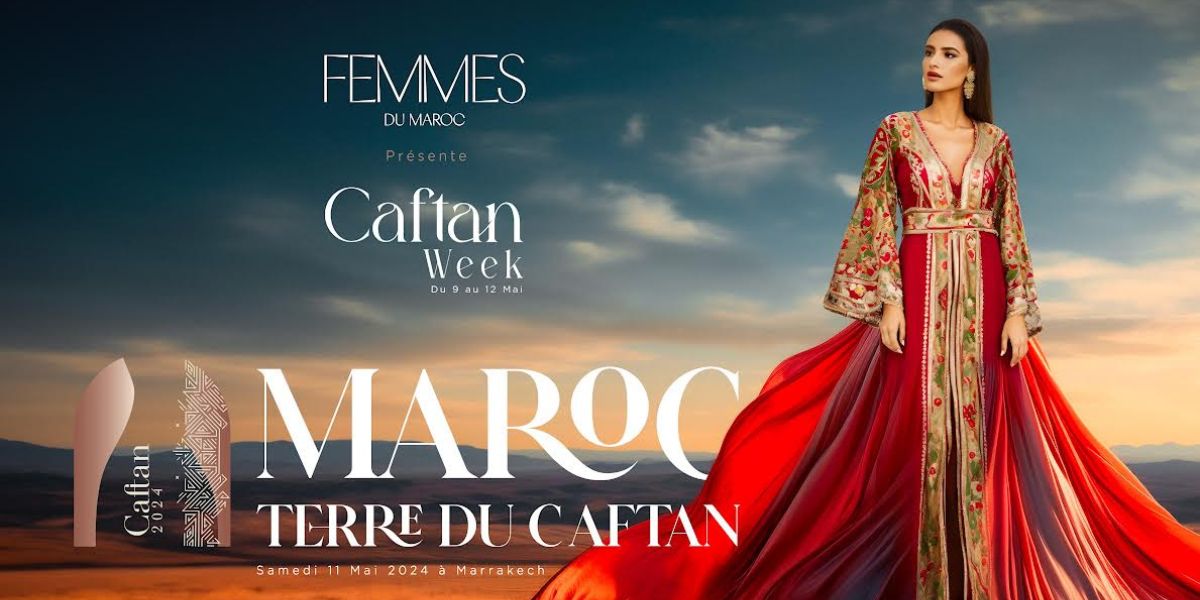 FEMMES
DU MAROC
Présente
Caftan
Week
Du 9 au 12 Mai
Caftan
2024
MAROC
TERRE DU CAFTAN
Samedi 11 Mai 2024 à Marrakech